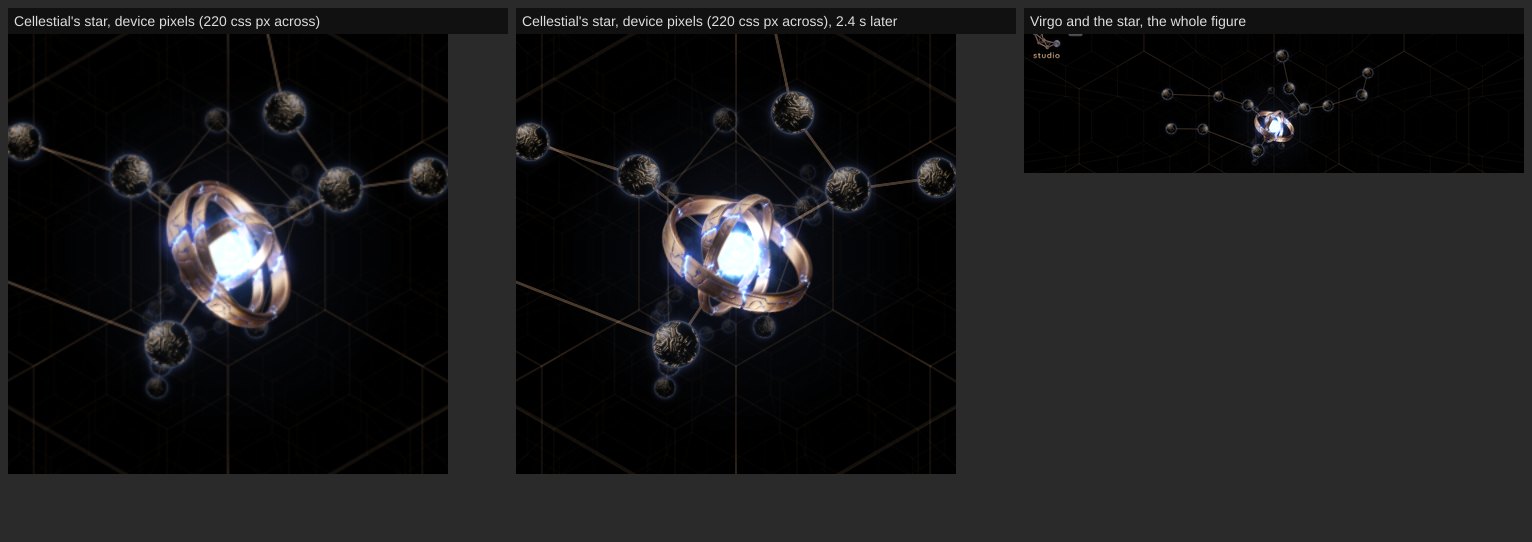 Cellestial's star, device pixels (220 css px across)
Cellestial's star, device pixels (220 css px across), 2.4 s later
Virgo and the star, the whole figure
studio